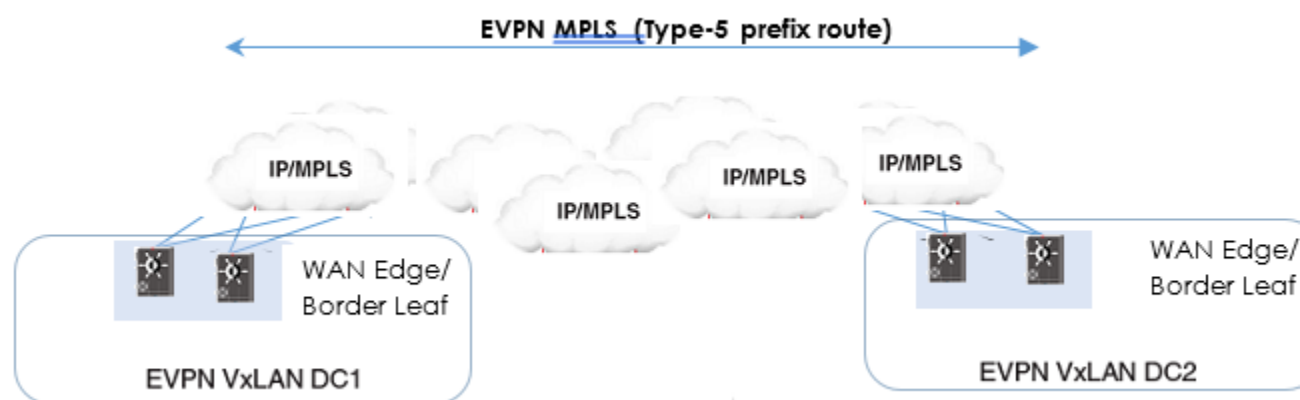 EVPN MPLS (Type-5 prefix route)
IP/MPLS
IP/MPLS
IP/MPLS
IP/MPLS
WAN Edge/
Border Leaf
EVPN VxLAN DC1
WAN Edge/
Border Leaf
EVPN VxLAN DC2